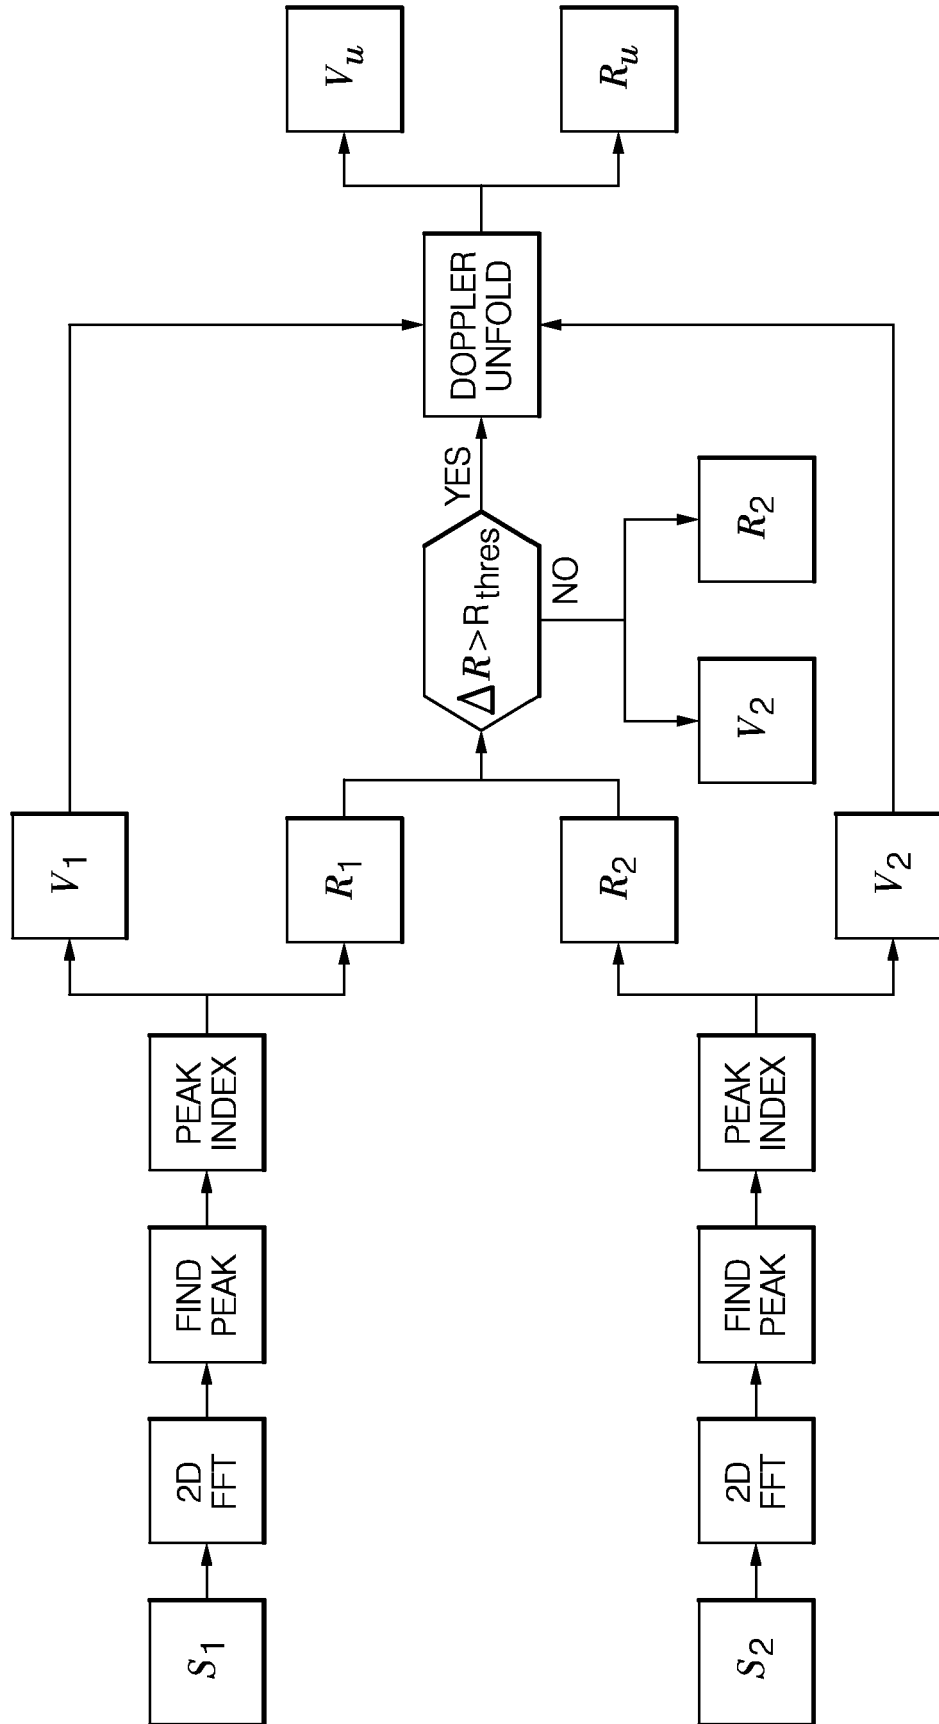 S1
2D
FFT
FIND
PEAK
PEAK
INDEX
V1
R1
S2
2D
FFT
FIND
PEAK
PEAK
INDEX
R2
V2
ΔR>Rthres
YES
NO
V2
R2
DOPPLER
UNFOLD
Vu
Ru